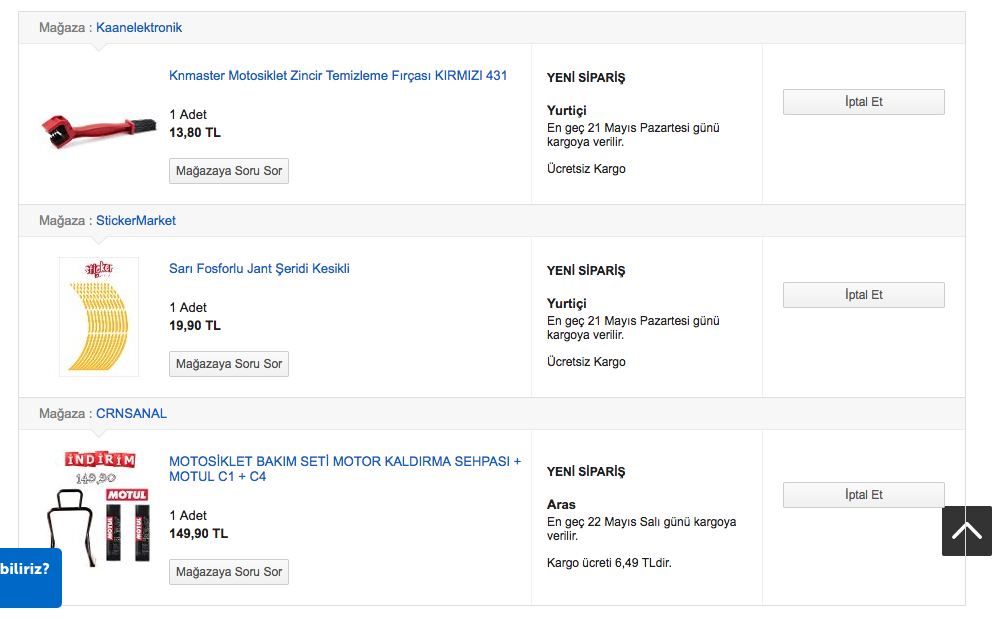 Mağaza : Kaanelektronik
Knmaster Motosiklet Zincir Temizleme Fırçası KIRMIZI 431
1 Adet
13,80 TL
Mağazaya Soru Sor
YENİ SİPARİŞ
Yurtiçi
En geç 21 Mayıs Pazartesi günü
kargoya verilir.
Ücretsiz Kargo
İptal Et
Mağaza : StickerMarket
sticker
Sarı Fosforlu Jant Şeridi Kesikli
1 Adet
19,90 TL
Mağazaya Soru Sor
YENİ SİPARİŞ
Yurtiçi
En geç 21 Mayıs Pazartesi günü
kargoya verilir.
Ücretsiz Kargo
İptal Et
Mağaza : CRNSANAL
İNDİRİM
149,90
MOTUL
MOTUL
MOTUL
MOTOSİKLET BAKIM SETİ MOTOR KALDIRMA SEHPASI +
MOTUL C1 + C4
1 Adet
149,90 TL
Mağazaya Soru Sor
YENİ SİPARİŞ
Aras
En geç 22 Mayıs Salı günü kargoya
verilir.
Kargo ücreti 6,49 TLdir.
İptal Et
biliriz?